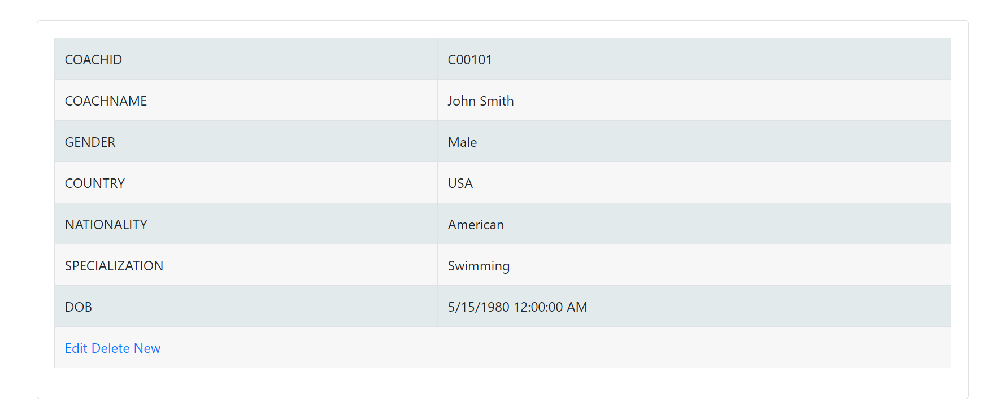 COACHID C00101
COACHNAME John Smith
GENDER Male
COUNTRY USA
NATIONALITY American
SPECIALIZATION Swimming
DOB 5/15/1980 12:00:00 AM
Edit Delete New